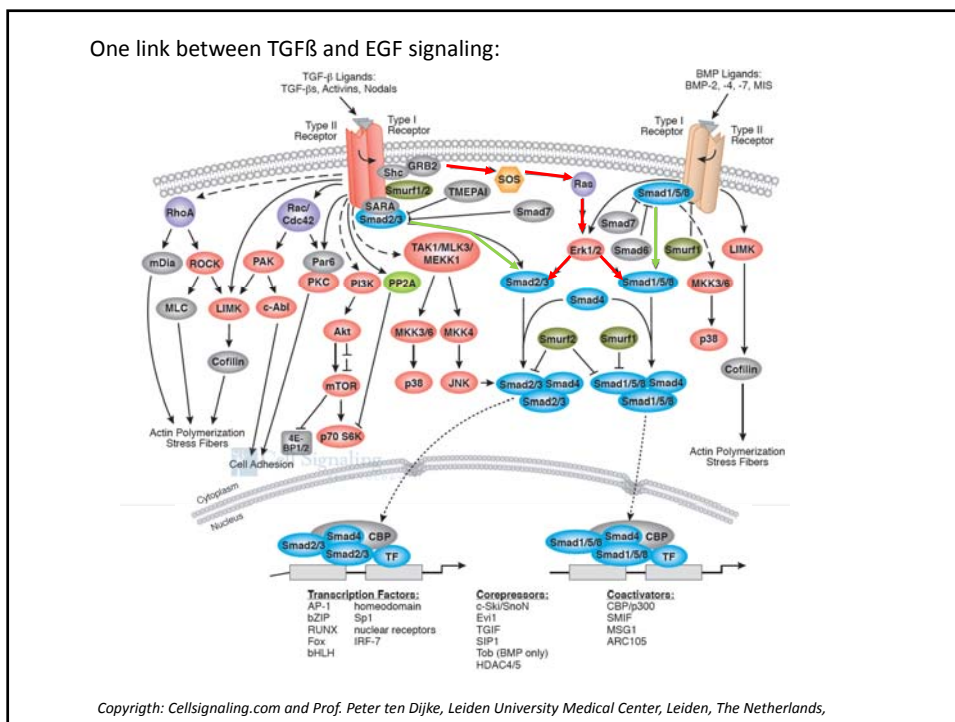 One link between TGFß and EGF signaling:
TGF-β Ligands:
TGF-βs, Activins, Nodals
BMP Ligands:
BMP-2, -4, -7, MIS
Type II
Receptor
Type I
Receptor
Type I
Receptor
Type II
Receptor
GRB2
Shc
SOS
Ras
Smurf1/2
TMEPAI
SARA
Smad2/3
Smad7
Smad1/5/8
Smad7
Smad6
Smurf1
LIMK
RhoA
Rac/
Cdc42
mDia
ROCK
PAK
Par6
PKC
TAK1/MLK3/
MEKK1
Erk1/2
PI3K
PP2A
Smad2/3
Smad1/5/8
MKK3/6
MLC
LIMK
c-Abl
Smad4
Akt
MKK3/6
MKK4
Smurf2
Smurf1
p38
Cofilin
mTOR
p38
JNK
Smad2/3
Smad4
Smad2/3
Smad1/5/8
Smad4
Smad1/5/8
Cofilin
4E-
BP1/2
p70 S6K
Actin Polymerization
Stress Fibers
Cell Adhesion
Cell Signaling
Actin Polymerization
Stress Fibers
Cytoplasm
Nucleus
Smad2/3
Smad4
CBP
Smad2/3
TF
Smad1/5/8
Smad4
CBP
Smad1/5/8
TF
Transcription Factors:
AP-1 homeodomain
bZIP Sp1
RUNX nuclear receptors
Fox IRF-7
bHLH
Corepressors:
c-Ski/SnoN
Evi1
TGIF
SIP1
Tob (BMP only)
HDAC4/5
Coactivators:
CBP/p300
SMIF
MSG1
ARC105
Copyrigth: Cellsignaling.com and Prof. Peter ten Dijke, Leiden University Medical Center, Leiden, The Netherlands,